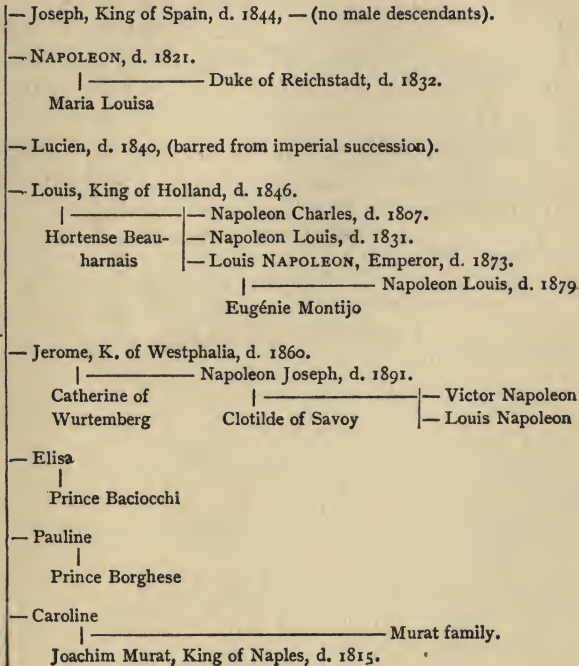 Joseph, King of Spain, d. 1844, — (no male descendants).
NAPOLEON, d. 1821.
Duke of Reichstadt, d. 1832.
Maria Louisa
Lucien, d. 1840, (barred from imperial succession).
Louis, King of Holland, d. 1846.
Napoleon Charles, d. 1807.
Hortense Beau-
harnais
Napoleon Louis, d. 1831.
Louis NAPOLEON, Emperor, d. 1873.
Napoleon Louis, d. 1879.
Eugénie Montijo
Jerome, K. of Westphalia, d. 1860.
Napoleon Joseph, d. 1891.
Catherine of
Wurtemberg
Clotilde of Savoy
Victor Napoleon
Louis Napoleon
Elisa
Prince Baciocchi
Pauline
Prince Borghese
Caroline
Murat family.
Joachim Murat, King of Naples, d. 1815.